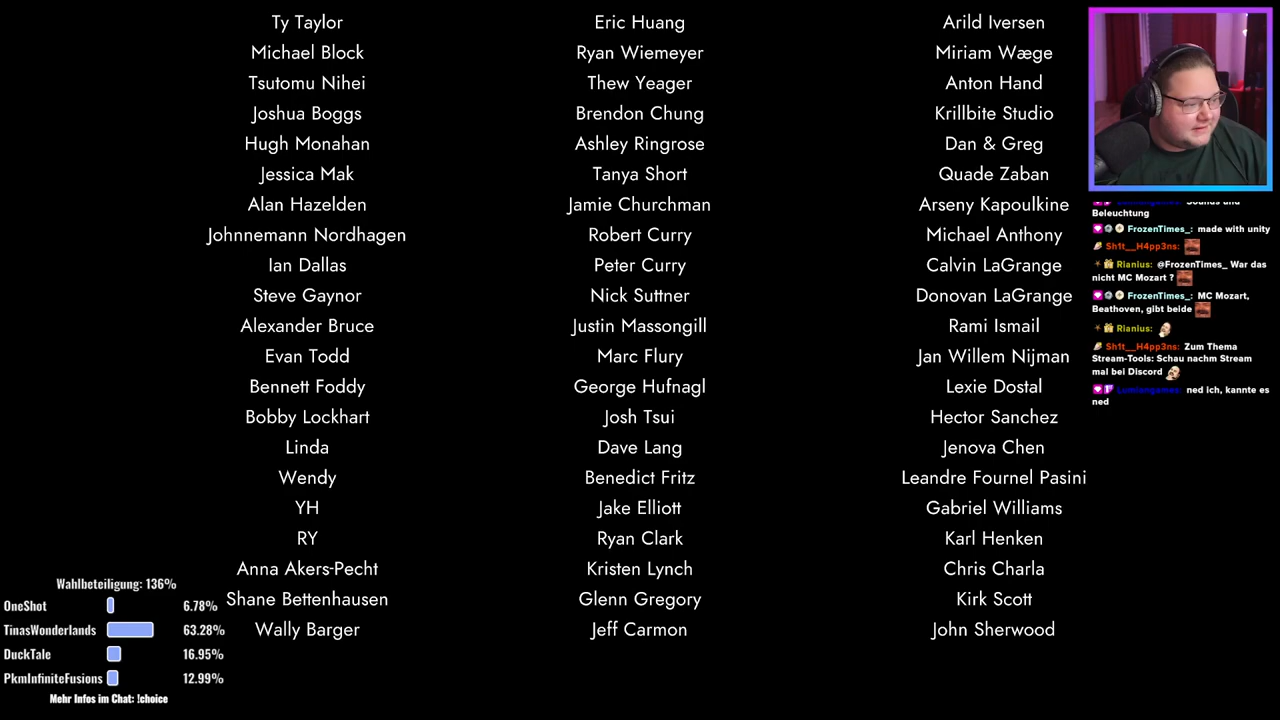 Ty Taylor
Michael Block
Tsutomu Nihei
Joshua Boggs
Hugh Monahan
Jessica Mak
Alan Hazelden
Johnnemann Nordhagen
Ian Dallas
Steve Gaynor
Alexander Bruce
Evan Todd
Bennett Foddy
Bobby Lockhart
Linda
Wendy
YH
RY
Anna Akers-Pecht
Shane Bettenhausen
Wally Barger
Eric Huang
Ryan Wiemeyer
Thew Yeager
Brendon Chung
Ashley Ringrose
Tanya Short
Jamie Churchman
Robert Curry
Peter Curry
Nick Suttner
Justin Massongill
Marc Flury
George Hufnagl
Josh Tsui
Dave Lang
Benedict Fritz
Jake Elliott
Ryan Clark
Kristen Lynch
Glenn Gregory
Jeff Carmon
Arild Iversen
Miriam Wæge
Anton Hand
Krillbite Studio
Dan & Greg
Quade Zaban
Arseny Kapoulkine
Michael Anthony
Calvin LaGrange
Donovan LaGrange
Rami Ismail
Jan Willem Nijman
Lexie Dostal
Hector Sanchez
Jenova Chen
Leandre Fournel Pasini
Gabriel Williams
Karl Henken
Chris Charla
Kirk Scott
John Sherwood
Sounds und
Beleuchtung
FrozenTimes_: made with unity
Sh1t__H4pp3ns:
Rianius: @FrozenTimes_ War das
nicht MC Mozart ?
FrozenTimes_: MC Mozart,
Beathoven, gibt beide
Rianius:
Sh1t__H4pp3ns: Zum Thema
Stream-Tools: Schau nachm Stream
mal bei Discord
ned ich, kannte es
ned
Wahlbeteiligung: 136%
OneShot 6.78%
TinasWonderlands 63.28%
DuckTale 16.95%
PkmInfiniteFusions 12.99%
Mehr Infos im Chat: !choice